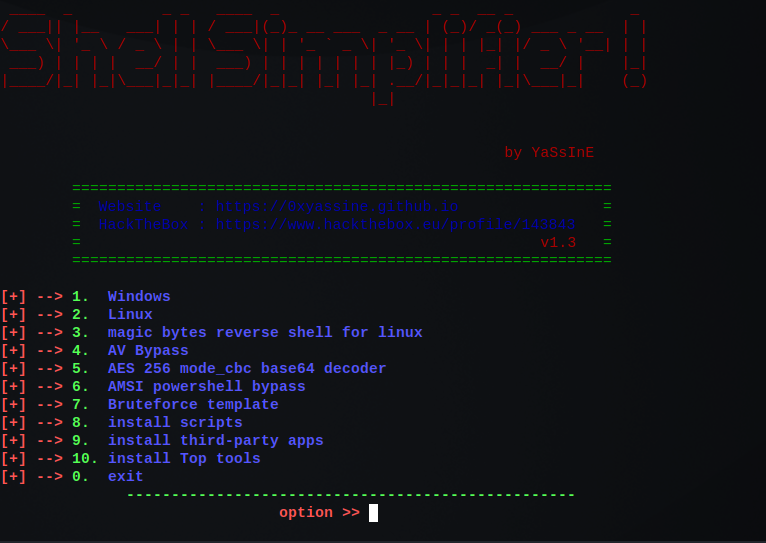 ShellSimplifier!
by YaSsInE
============================================================
= Website : https://0xyassine.github.io =
= HackTheBox : https://www.hackthebox.eu/profile/143843 =
= v1.3 =
============================================================
[+] --> 1. Windows
[+] --> 2. Linux
[+] --> 3. magic bytes reverse shell for linux
[+] --> 4. AV Bypass
[+] --> 5. AES 256 mode_cbc base64 decoder
[+] --> 6. AMSI powershell bypass
[+] --> 7. Bruteforce template
[+] --> 8. install scripts
[+] --> 9. install third-party apps
[+] --> 10. install Top tools
[+] --> 0. exit
--------------------------------------------------
option >>